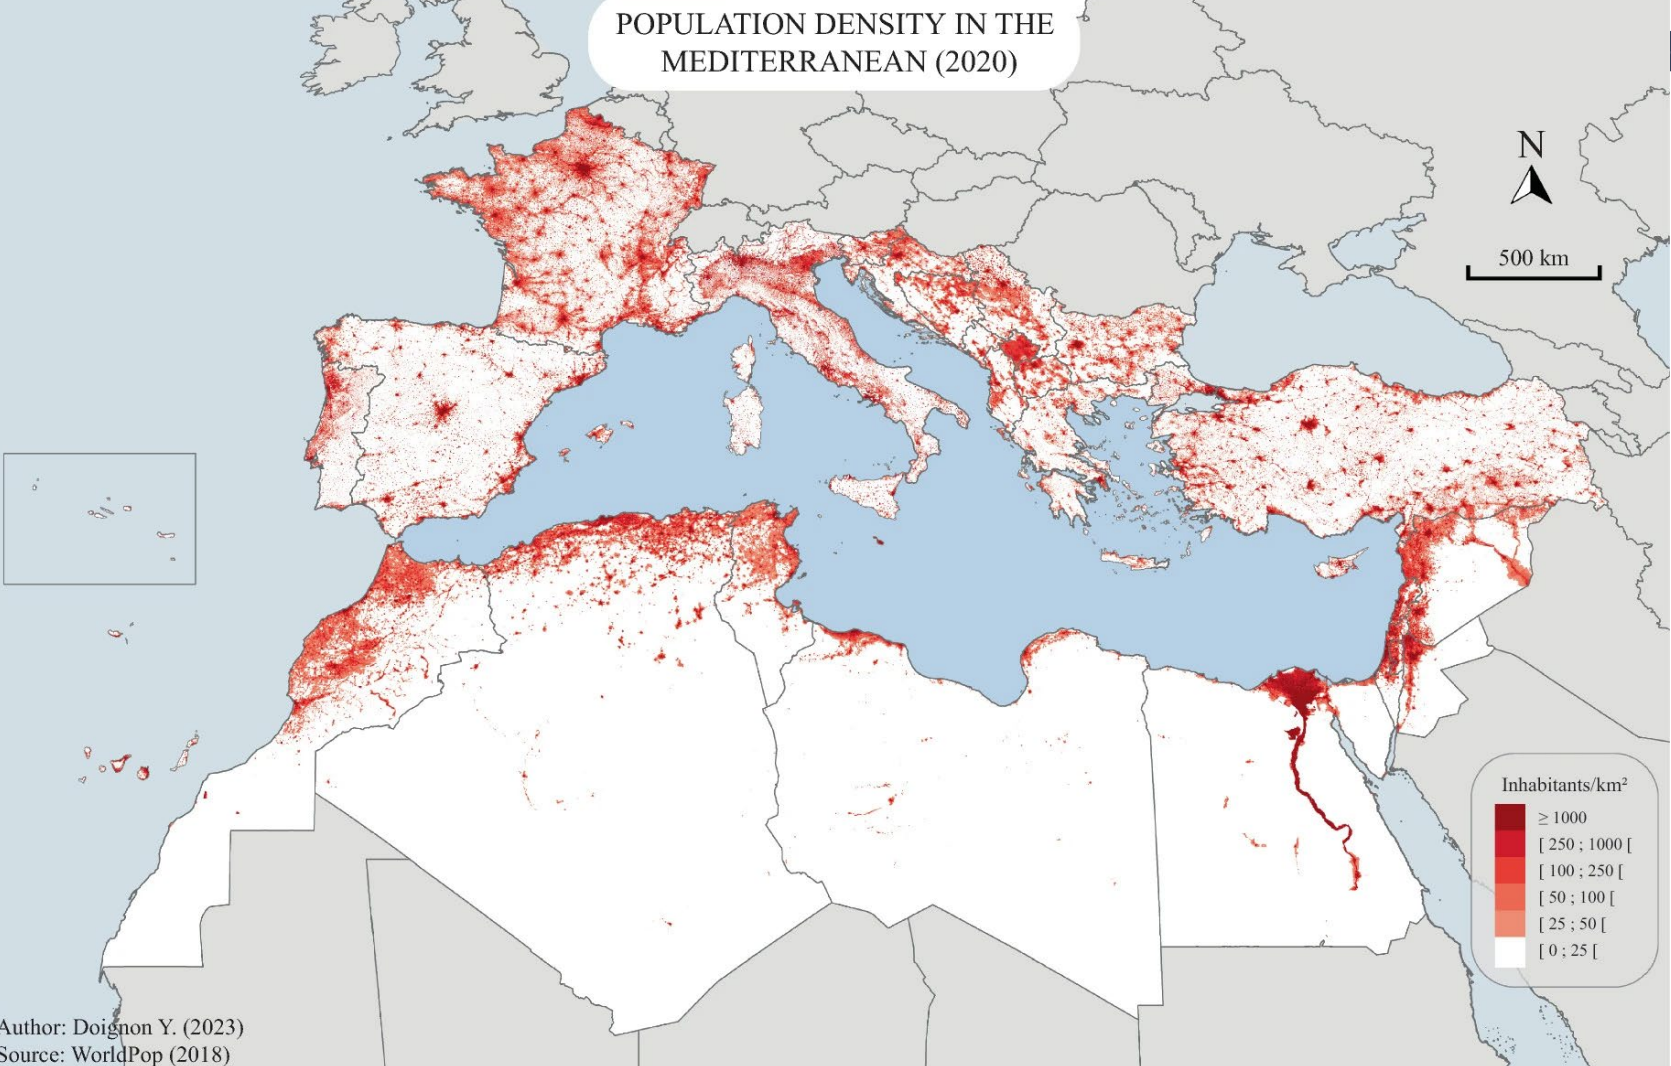 POPULATION DENSITY IN THE
MEDITERRANEAN (2020)
N
500 km
Inhabitants/km²
≥ 1000
[ 250 ; 1000 [
[ 100 ; 250 [
[ 50 ; 100 [
[ 25 ; 50 [
[ 0 ; 25 [
Author: Doignon Y. (2023)
Source: WorldPop (2018)